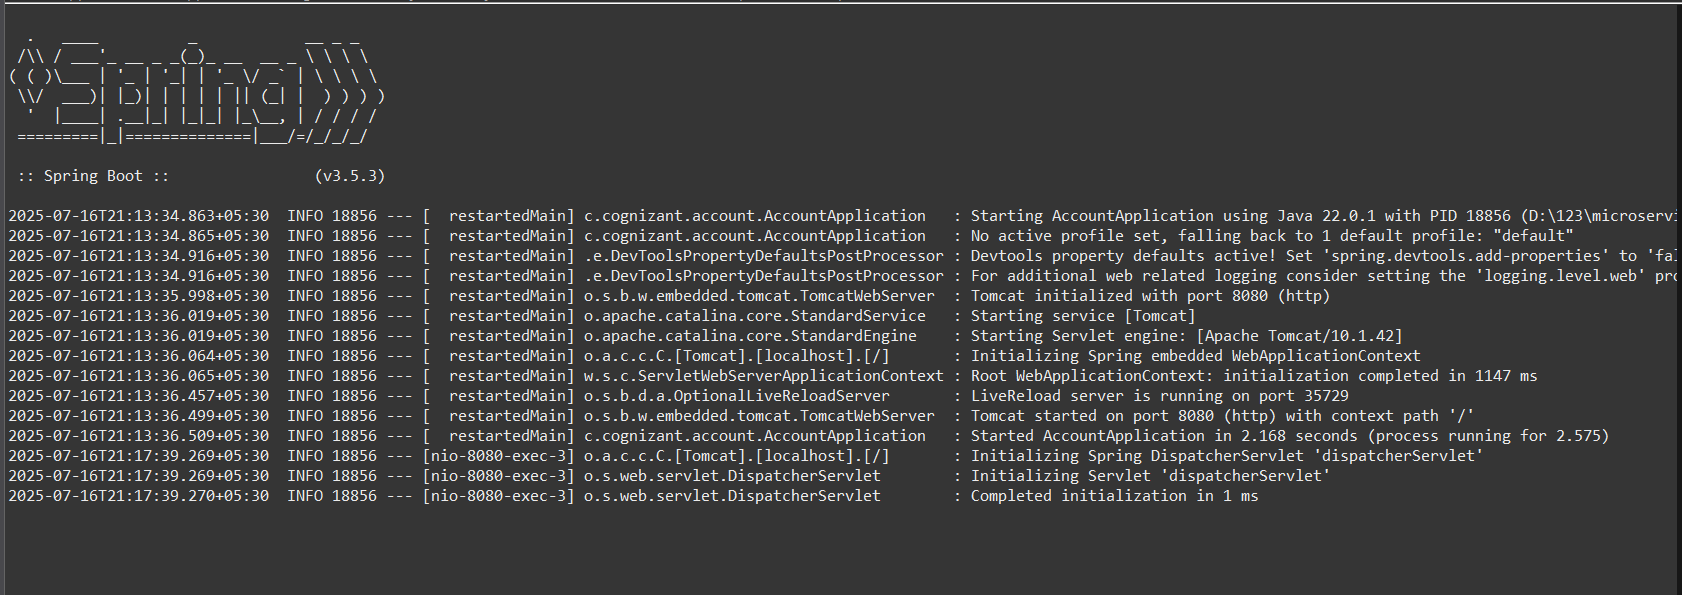 .   ____          _            __ _ _
 /\\ / ___'_ __ _ _(_)_ __  __ _ \ \ \ \
( ( )\___ | '_ | '_| | '_ \/ _` | \ \ \ \
 \\/  ___)| |_)| | | | | || (_| |  ) ) ) )
  '  |____| .__|_| |_|_| |_\__, | / / / /
 =========|_|==============|___/=/_/_/_/

 :: Spring Boot ::                (v3.5.3)

2025-07-16T21:13:34.863+05:30  INFO 18856 --- [  restartedMain] c.cognizant.account.AccountApplication   : Starting AccountApplication using Java 22.0.1 with PID 18856 (D:\123\microservi
2025-07-16T21:13:34.865+05:30  INFO 18856 --- [  restartedMain] c.cognizant.account.AccountApplication   : No active profile set, falling back to 1 default profile: "default"
2025-07-16T21:13:34.916+05:30  INFO 18856 --- [  restartedMain] .e.DevToolsPropertyDefaultsPostProcessor : Devtools property defaults active! Set 'spring.devtools.add-properties' to 'fal
2025-07-16T21:13:34.916+05:30  INFO 18856 --- [  restartedMain] .e.DevToolsPropertyDefaultsPostProcessor : For additional web related logging consider setting the 'logging.level.web' pro
2025-07-16T21:13:35.998+05:30  INFO 18856 --- [  restartedMain] o.s.b.w.embedded.tomcat.TomcatWebServer  : Tomcat initialized with port 8080 (http)
2025-07-16T21:13:36.019+05:30  INFO 18856 --- [  restartedMain] o.apache.catalina.core.StandardService   : Starting service [Tomcat]
2025-07-16T21:13:36.019+05:30  INFO 18856 --- [  restartedMain] o.apache.catalina.core.StandardEngine    : Starting Servlet engine: [Apache Tomcat/10.1.42]
2025-07-16T21:13:36.064+05:30  INFO 18856 --- [  restartedMain] o.a.c.c.C.[Tomcat].[localhost].[/]       : Initializing Spring embedded WebApplicationContext
2025-07-16T21:13:36.065+05:30  INFO 18856 --- [  restartedMain] w.s.c.ServletWebServerApplicationContext : Root WebApplicationContext: initialization completed in 1147 ms
2025-07-16T21:13:36.457+05:30  INFO 18856 --- [  restartedMain] o.s.b.d.a.OptionalLiveReloadServer       : LiveReload server is running on port 35729
2025-07-16T21:13:36.499+05:30  INFO 18856 --- [  restartedMain] o.s.b.w.embedded.tomcat.TomcatWebServer  : Tomcat started on port 8080 (http) with context path '/'
2025-07-16T21:13:36.509+05:30  INFO 18856 --- [  restartedMain] c.cognizant.account.AccountApplication   : Started AccountApplication in 2.168 seconds (process running for 2.575)
2025-07-16T21:17:39.269+05:30  INFO 18856 --- [nio-8080-exec-3] o.a.c.c.C.[Tomcat].[localhost].[/]       : Initializing Spring DispatcherServlet 'dispatcherServlet'
2025-07-16T21:17:39.269+05:30  INFO 18856 --- [nio-8080-exec-3] o.s.web.servlet.DispatcherServlet        : Initializing Servlet 'dispatcherServlet'
2025-07-16T21:17:39.270+05:30  INFO 18856 --- [nio-8080-exec-3] o.s.web.servlet.DispatcherServlet        : Completed initialization in 1 ms